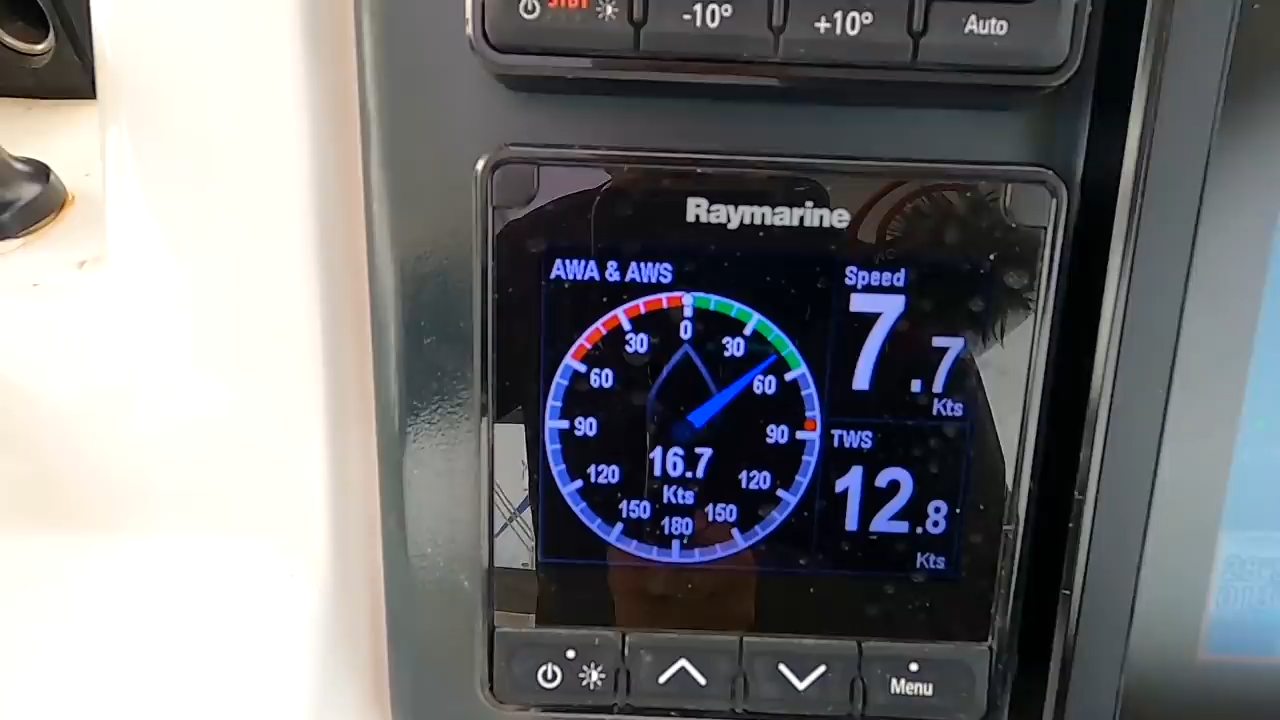 STBY -10° +10° Auto
Raymarine
AWA & AWS
Speed
7.7
Kts
0
30 30
60 60
90 90
120 120
150 150
180
16.7
Kts
TWS
12.8
Kts
Menu